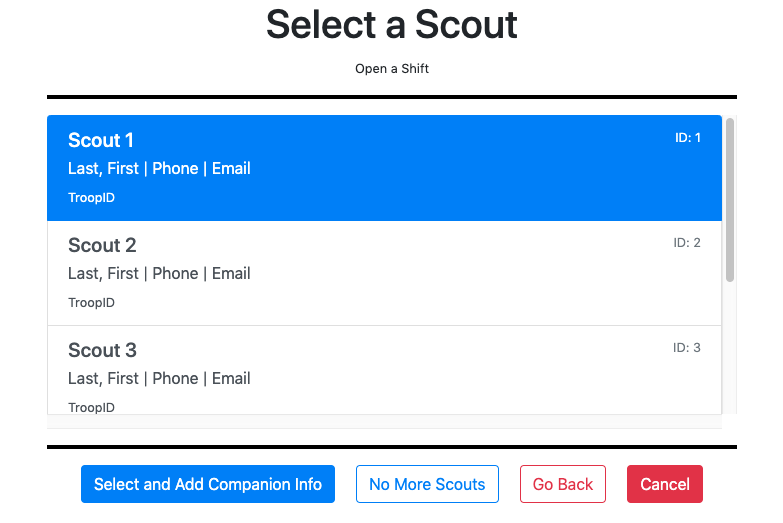 Select a Scout
Open a Shift
Scout 1
ID: 1
Last, First | Phone | Email
TroopID
Scout 2
ID: 2
Last, First | Phone | Email
TroopID
Scout 3
ID: 3
Last, First | Phone | Email
TroopID
Select and Add Companion Info
No More Scouts
Go Back
Cancel